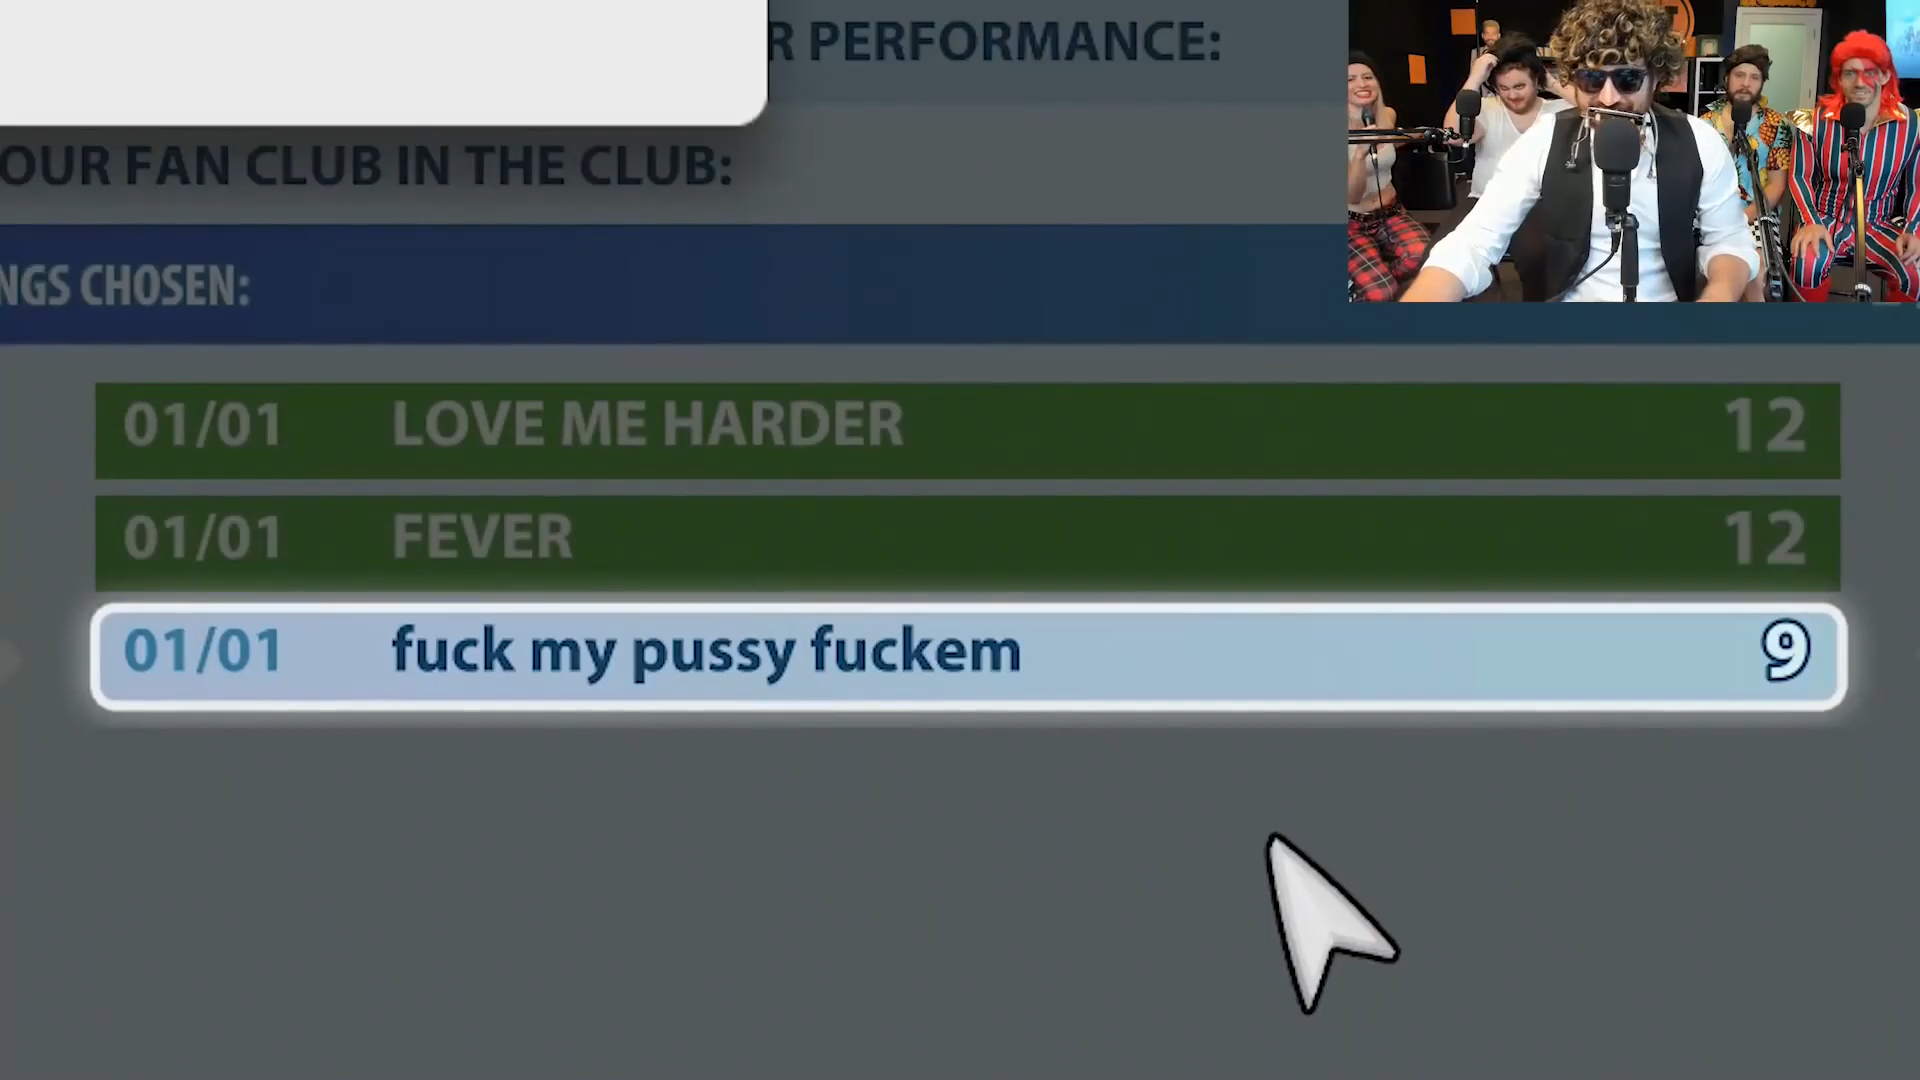 R PERFORMANCE:
OUR FAN CLUB IN THE CLUB:
NGS CHOSEN:
01/01 LOVE ME HARDER 12
01/01 FEVER 12
01/01 fuck my pussy fuckem 9